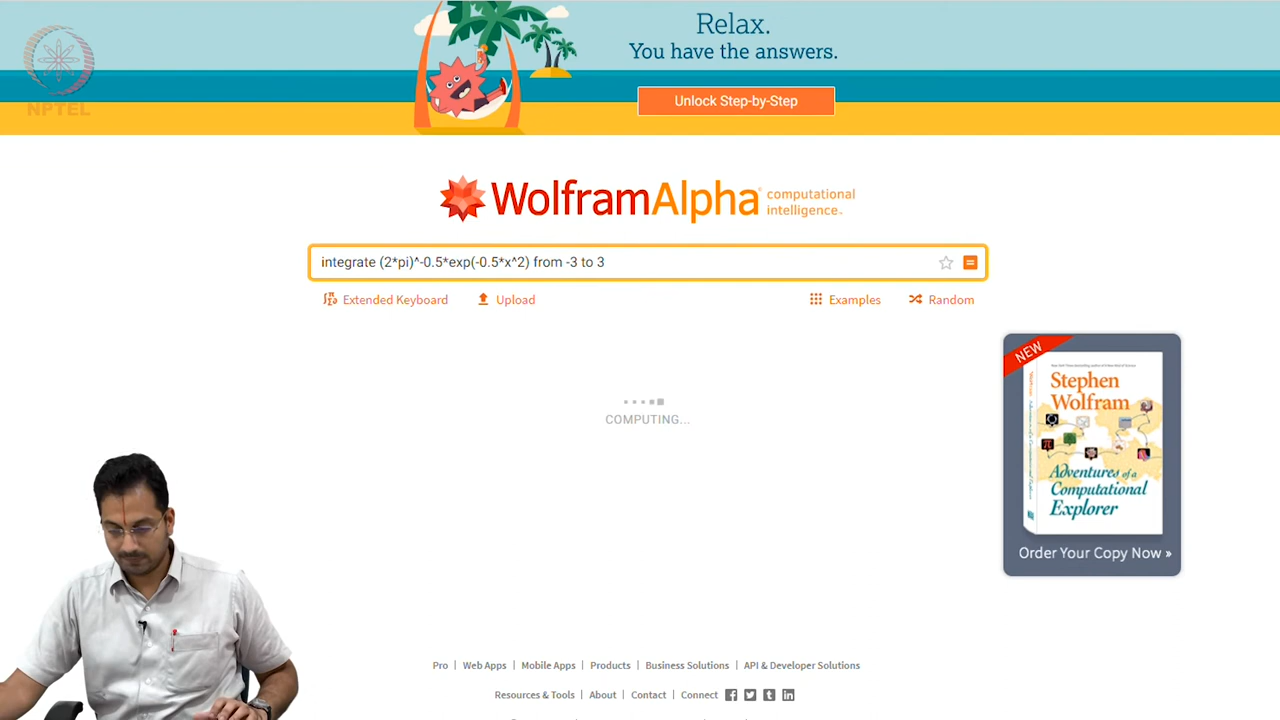 Relax.
You have the answers.
NPTEL
Unlock Step-by-Step
WolframAlpha computational intelligence.
integrate (2*pi)^-0.5*exp(-0.5*x^2) from -3 to 3
Extended Keyboard Upload Examples Random
NEW
Stephen
Wolfram
Adventures of a
Computational
Explorer
COMPUTING...
Order Your Copy Now »
Pro | Web Apps | Mobile Apps | Products | Business Solutions | API & Developer Solutions
Resources & Tools | About | Contact | Connect